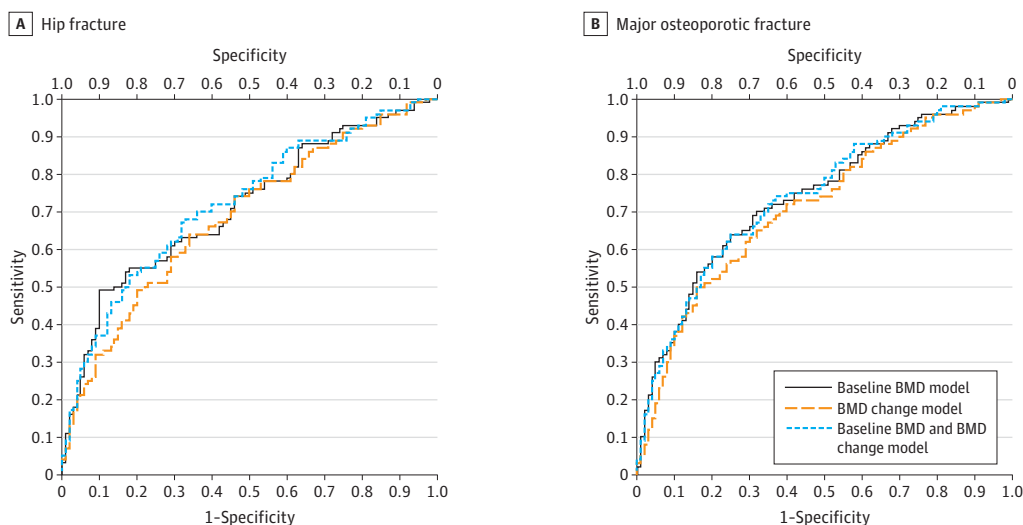 A Hip fracture
Specificity
1.0 0.9 0.8 0.7 0.6 0.5 0.4 0.3 0.2 0.1 0
1.0
0.9
0.8
0.7
0.6
0.5
0.4
0.3
0.2
0.1
0
Sensitivity
0 0.1 0.2 0.3 0.4 0.5 0.6 0.7 0.8 0.9 1.0
1-Specificity
B Major osteoporotic fracture
Specificity
1.0 0.9 0.8 0.7 0.6 0.5 0.4 0.3 0.2 0.1 0
1.0
0.9
0.8
0.7
0.6
0.5
0.4
0.3
0.2
0.1
0
Sensitivity
Baseline BMD model
BMD change model
Baseline BMD and BMD
change model
0 0.1 0.2 0.3 0.4 0.5 0.6 0.7 0.8 0.9 1.0
1-Specificity